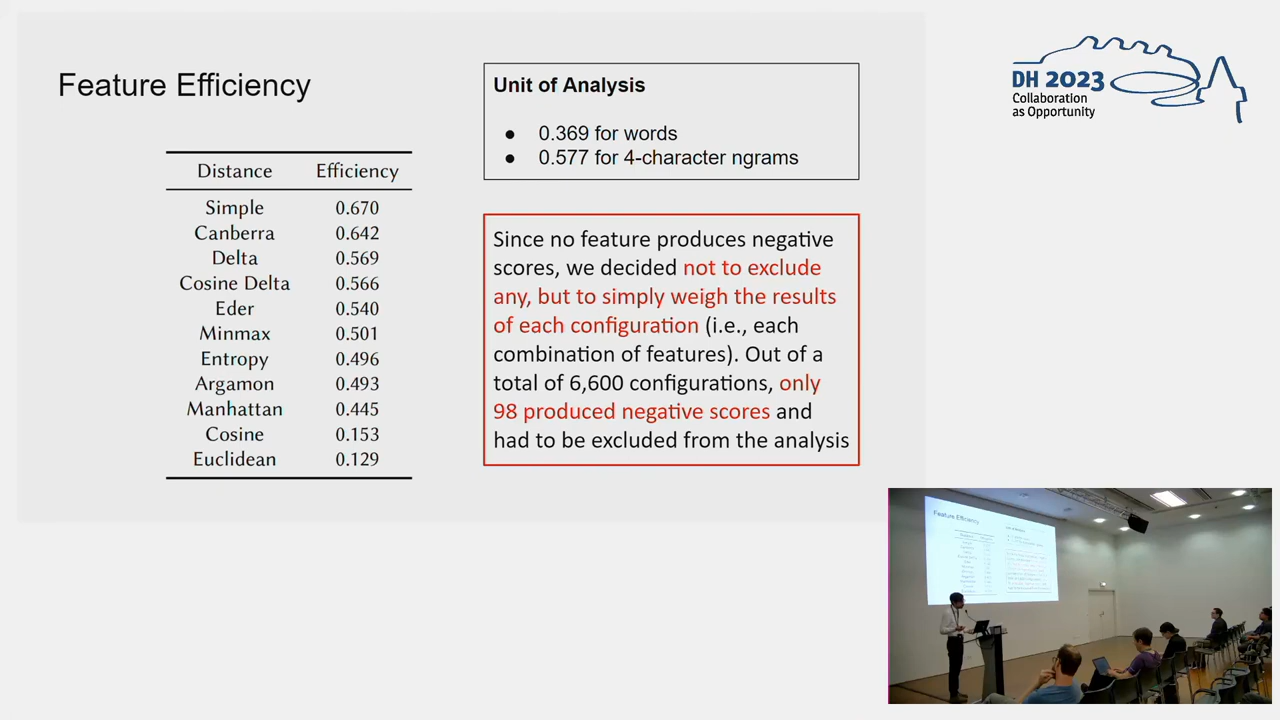 Feature Efficiency
Distance Efficiency
Simple 0.670
Canberra 0.642
Delta 0.569
Cosine Delta 0.566
Eder 0.540
Minmax 0.501
Entropy 0.496
Argamon 0.493
Manhattan 0.445
Cosine 0.153
Euclidean 0.129
Unit of Analysis
● 0.369 for words
● 0.577 for 4-character ngrams
Since no feature produces negative
scores, we decided not to exclude
any, but to simply weigh the results
of each configuration (i.e., each
combination of features). Out of a
total of 6,600 configurations, only
98 produced negative scores and
had to be excluded from the analysis
DH 2023
Collaboration
as Opportunity
Feature Efficiency